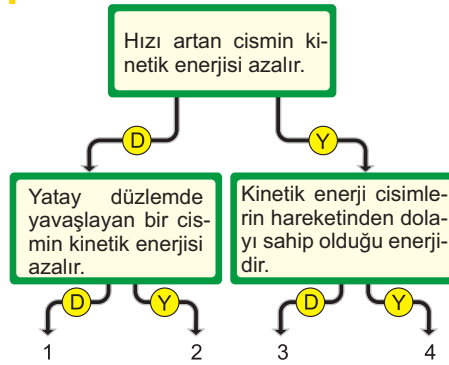 Hızı artan cismin ki-
netik enerjisi azalır.
D
Y
Yatay düzlemde
yavaşlayan bir cis-
min kinetik enerjisi
azalır.
Kinetik enerji cisimle-
rin hareketinden dola-
yı sahip olduğu enerji-
dir.
D
Y
D
Y
1
2
3
4